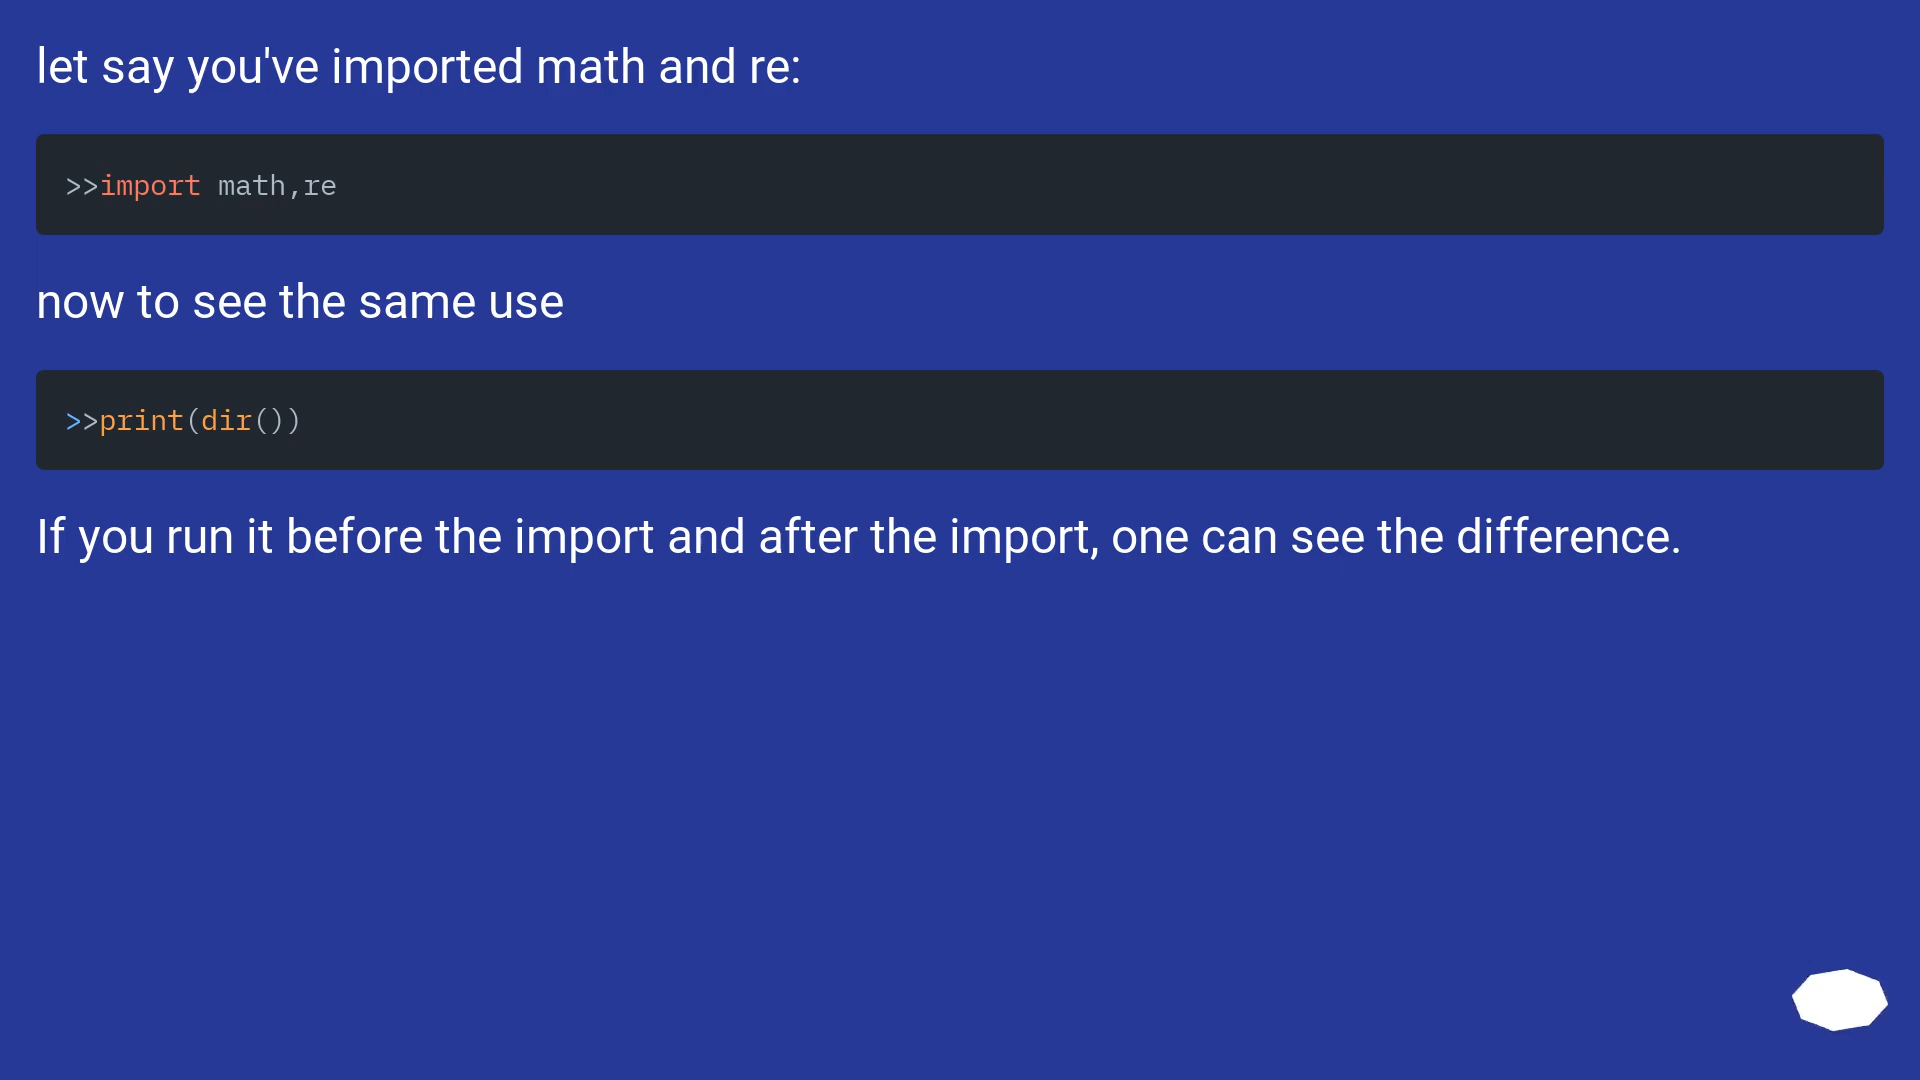 let say you've imported math and re:
>>import math,re
now to see the same use
>>print(dir())
If you run it before the import and after the import, one can see the difference.